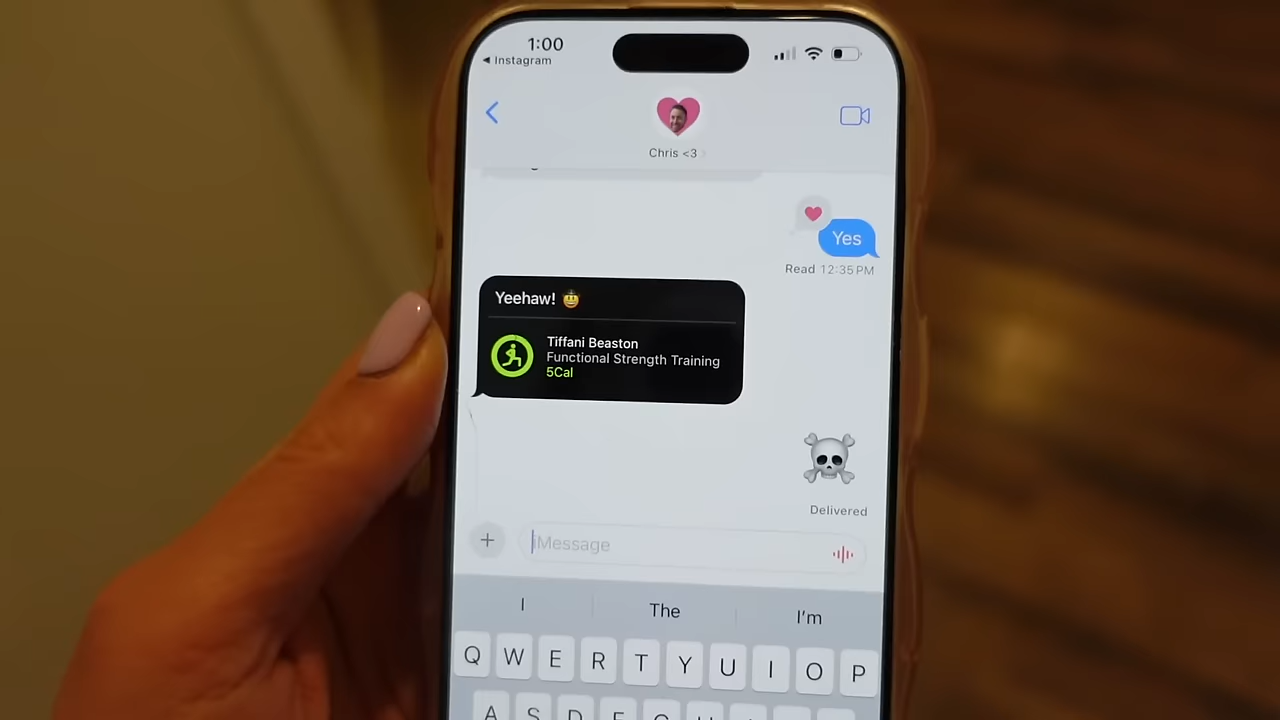 1:00
◀ Instagram
Chris <3
Yes
Read 12:35 PM
Yeehaw! 🤠
Tiffani Beaston
Functional Strength Training
5Cal
Delivered
iMessage
I The I'm
Q W E R T Y U I O P
A S D